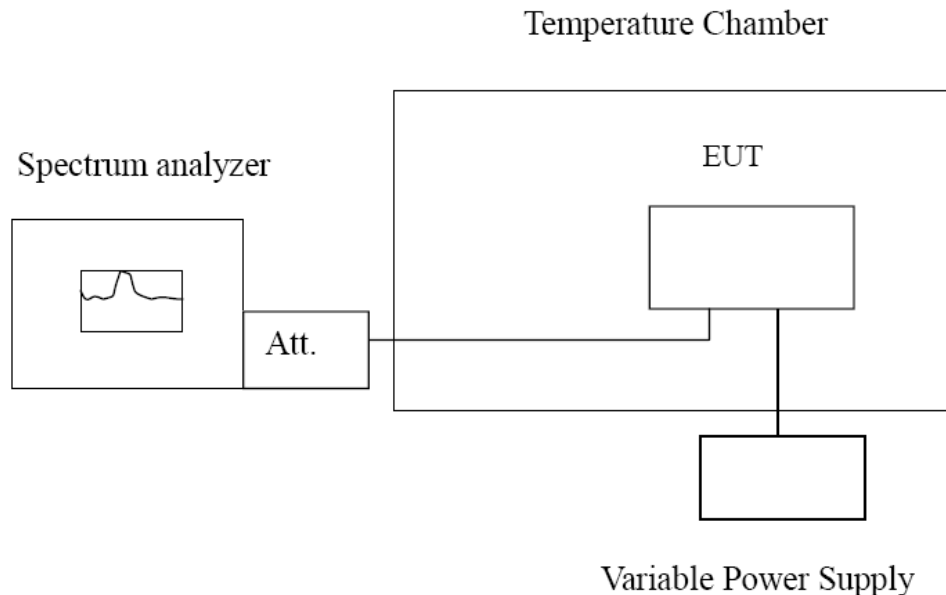 Temperature Chamber
Spectrum analyzer
EUT
Att.
Variable Power Supply